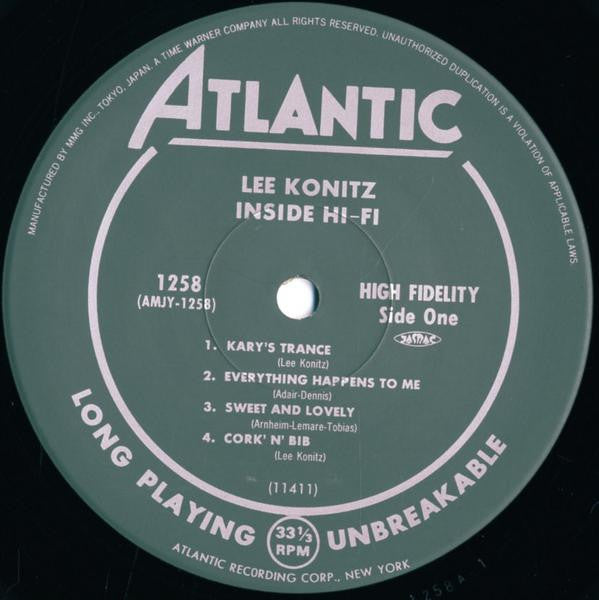 MANUFACTURED BY MMG INC., TOKYO, JAPAN. A TIME WARNER COMPANY ALL RIGHTS RESERVED. UNAUTHORIZED DUPLICATION IS A VIOLATION OF APPLICABLE LAWS.
ATLANTIC
LEE KONITZ
INSIDE HI-FI
1258
(AMJY-1258)
HIGH FIDELITY
Side One
JASRAC
1. KARY'S TRANCE
(Lee Konitz)
2. EVERYTHING HAPPENS TO ME
(Adair-Dennis)
3. SWEET AND LOVELY
(Arnheim-Lemare-Tobias)
4. CORK' N' BIB
(Lee Konitz)
(11411)
LONG PLAYING 33⅓ RPM UNBREAKABLE
ATLANTIC RECORDING CORP., NEW YORK
1258A 1